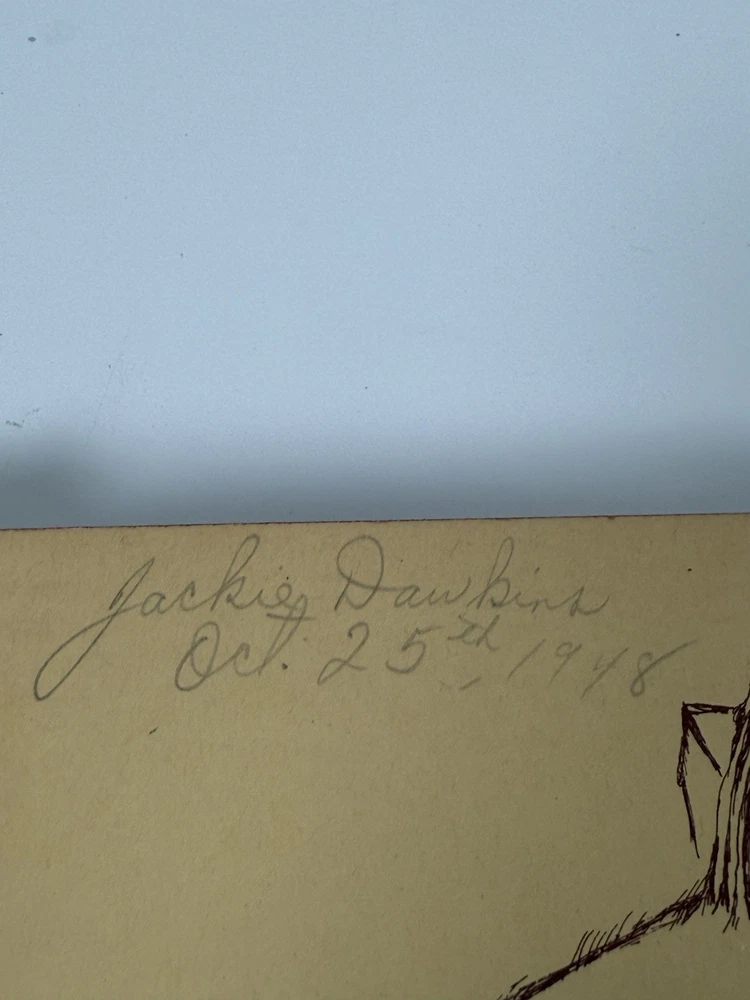 Jackie Dawkins
Oct. 25th, 1948